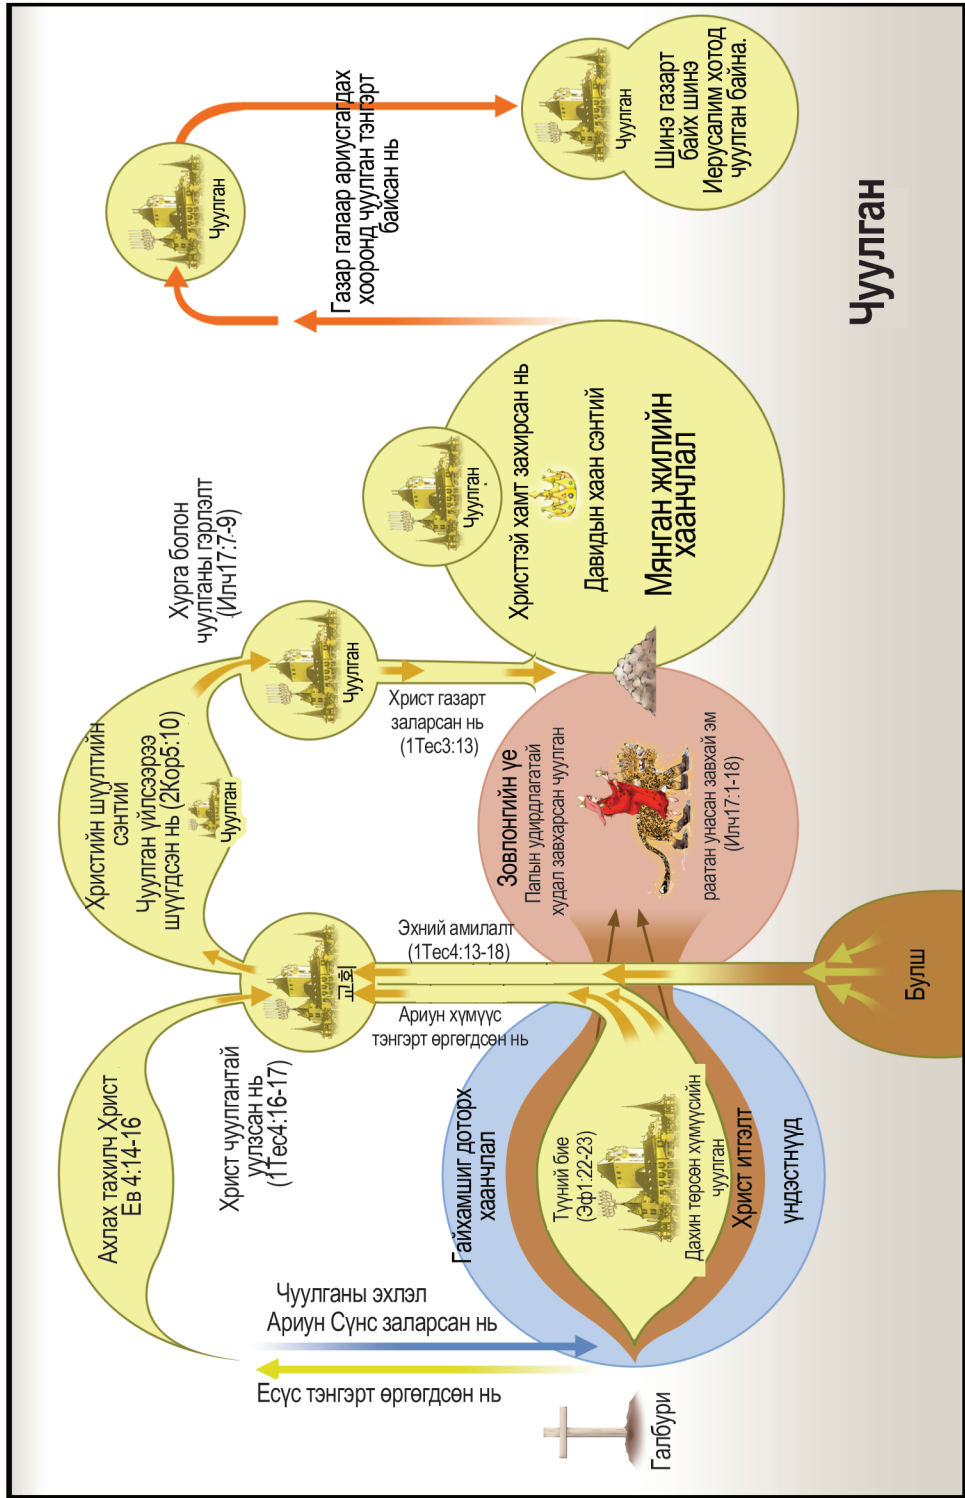 Чуулган
Галбури
Есүс тэнгэрт өргөгдсөн нь
Чуулганы эхлэл
Ариун Сүнс заларсан нь
Ахлах тахилч Христ
Ев 4:14-16
Гайхамшиг доторх
хаанчлал
Түүний бие
(Эф1:22-23)
Дахин төрсөн хүмүүсийн
чуулган
Христ итгэлт
үндэстнүүд
Христ чуулгантай
уулзсан нь
(1Тес4:16-17)
교회
Ариун хүмүүс
тэнгэрт өргөгдсөн нь
Эхний амилалт
(1Тес4:13-18)
Булш
Христийн шүүлтийн
сэнтий
Чуулган үйлсээрээ
шүүгдсэн нь (2Кор5:10)
Чуулган
Зовлонгийн үе
Папын удирдлагатай
худал завхарсан чуулган
раатан унасан завхай эм
(Илч17:1-18)
Хурга болон
чуулганы гэрлэлт
(Илч17:7-9)
Чуулган
Христ газарт
заларсан нь
(1Тес3:13)
Чуулган
Христтэй хамт захирсан нь
Давидын хаан сэнтий
Мянган жилийн
хаанчлал
Чуулган
Газар галаар ариусгагдах
хооронд чуулган тэнгэрт
байсан нь
Чуулган
Шинэ газарт
байх шинэ
Иерусалим хотод
чуулган байна.